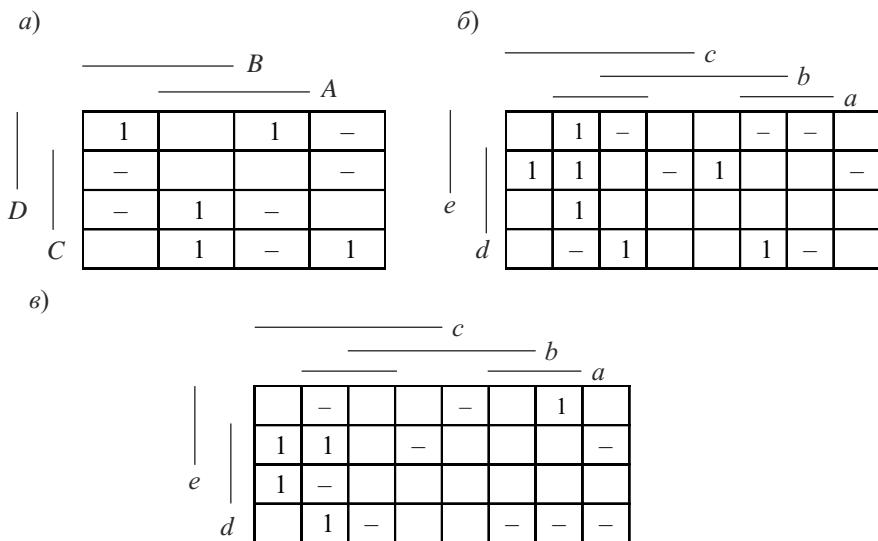 а) б)
B c
A b
a
1 1 – 1 – – –
– – 1 1 – 1 –
D – 1 – e 1
C 1 – 1 d – 1 1 –
в)
c
b
a
– – 1
1 1 – –
e 1 –
d 1 – – – –